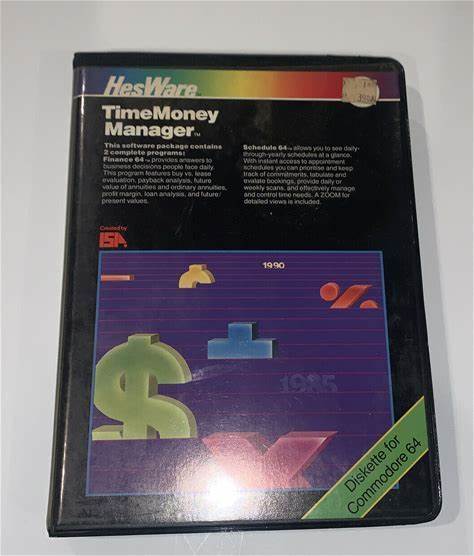 HesWare™
TimeMoney
Manager™
This software package contains
2 complete programs:
Finance 64™ provides answers to
business decisions people face daily.
This program features buy vs. lease
evaluation, payback analysis, future
value of annuities and ordinary annuities,
profit margin, loan analysis, and future/
present values.
Schedule 64™ allows you to see daily-
through-yearly schedules at a glance.
With instant access to appointment
schedules you can prioritise and keep
track of commitments, tabulate and
evalate bookings, provide daily or
weekly scans, and effectively manage
and control time needs. A ZOOM for
detailed views is included.
Created by
ISA
1990
%
1985
$
Diskette for
Commodore 64